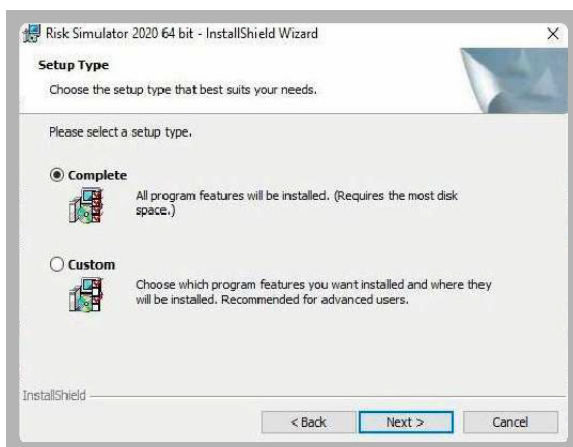 Risk Simulator 2020 64 bit - InstallShield Wizard
Setup Type
Choose the setup type that best suits your needs.
Please select a setup type.
Complete
All program features will be installed. (Requires the most disk
space.)
Custom
Choose which program features you want installed and where they
will be installed. Recommended for advanced users.
InstallShield
< Back Next > Cancel